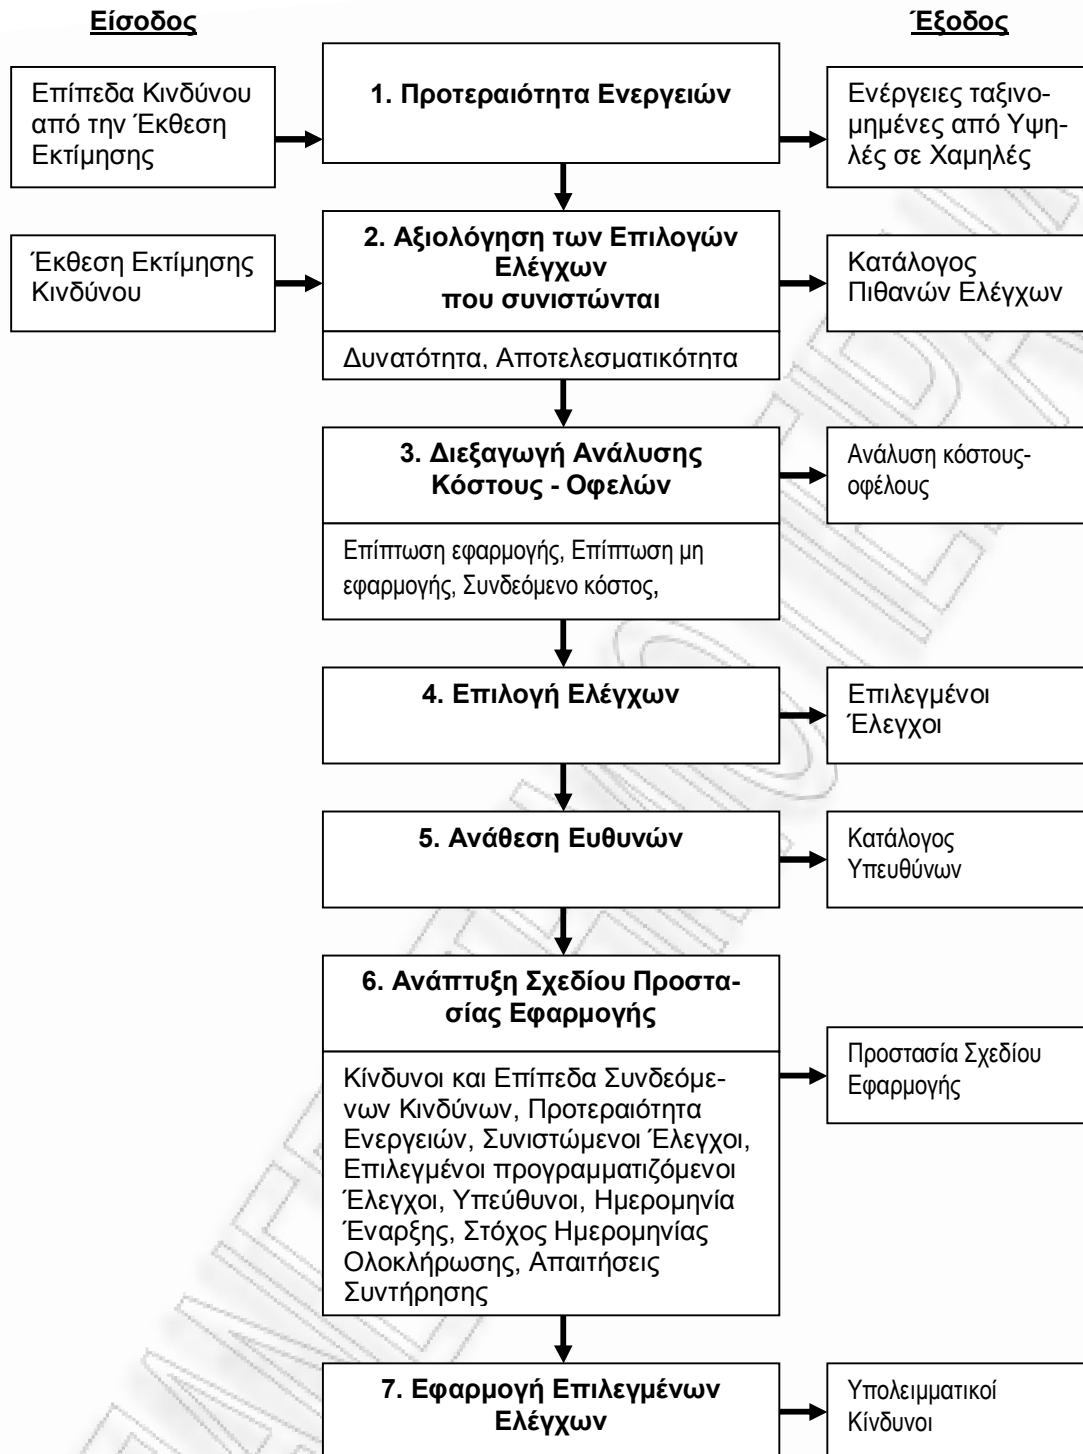 Είσοδος
Έξοδος
Επίπεδα Κινδύνου
από την Έκθεση
Εκτίμησης
1. Προτεραιότητα Ενεργειών
Ενέργειες ταξινο-
μημένες από Υψη-
λές σε Χαμηλές
Έκθεση Εκτίμησης
Κινδύνου
2. Αξιολόγηση των Επιλογών
Ελέγχων
που συνιστώνται
Δυνατότητα, Αποτελεσματικότητα
Κατάλογος
Πιθανών Ελέγχων
3. Διεξαγωγή Ανάλυσης
Κόστους - Οφελών
Επίπτωση εφαρμογής, Επίπτωση μη
εφαρμογής, Συνδεόμενο κόστος,
Ανάλυση κόστους-
οφέλους
4. Επιλογή Ελέγχων
Επιλεγμένοι
Έλεγχοι
5. Ανάθεση Ευθυνών
Κατάλογος
Υπευθύνων
6. Ανάπτυξη Σχεδίου Προστα-
σίας Εφαρμογής
Κίνδυνοι και Επίπεδα Συνδεόμε-
νων Κινδύνων, Προτεραιότητα
Ενεργειών, Συνιστώμενοι Έλεγχοι,
Επιλεγμένοι προγραμματιζόμενοι
Έλεγχοι, Υπεύθυνοι, Ημερομηνία
Έναρξης, Στόχος Ημερομηνίας
Ολοκλήρωσης, Απαιτήσεις
Συντήρησης
Προστασία Σχεδίου
Εφαρμογής
7. Εφαρμογή Επιλεγμένων
Ελέγχων
Υπολειμματικοί
Κίνδυνοι